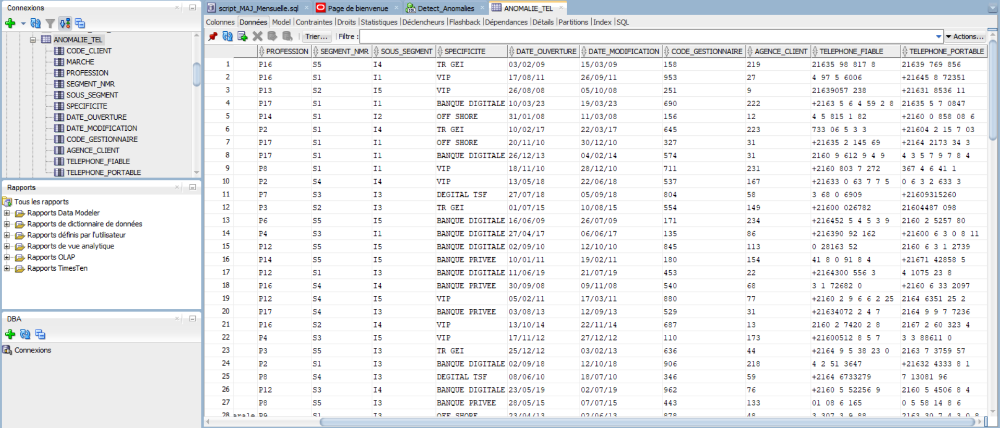 Connexions
ANOMALIE_TEL
CODE_CLIENT
MARCHE
PROFESSION
SEGMENT_NMR
SOUS_SEGMENT
SPECIFICITE
DATE_OUVERTURE
DATE_MODIFICATION
CODE_GESTIONNAIRE
AGENCE_CLIENT
TELEPHONE_FIABLE
TELEPHONE_PORTABLE
Rapports
Tous les rapports
Rapports Data Modeler
Rapports de dictionnaire de données
Rapports définis par l'utilisateur
Rapports de vue analytique
Rapports OLAP
Rapports TimesTen
DBA
Connexions
script_MAJ_Mensuelle.sql Page de bienvenue Detect_Anomalies ANOMALIE_TEL
Colonnes Données Model |Contraintes |Droits |Statistiques |Déclencheurs |Flashback |Dépendances |Détails |Partitions |Index |SQL
Trier... Filtre : Actions...
PROFESSION SEGMENT_NMR SOUS_SEGMENT SPECIFICITE DATE_OUVERTURE DATE_MODIFICATION CODE_GESTIONNAIRE AGENCE_CLIENT TELEPHONE_FIABLE TELEPHONE_PORTABLE
1 P16 S5 I4 TR GEI 03/02/09 15/03/09 158 219 21635 98 817 8 21639 769 856
2 P16 S1 I1 VIP 17/08/11 26/09/11 953 27 4 97 5 6006 +21645 8 72351
3 P13 S2 I5 VIP 26/08/08 05/10/08 251 9 21639057 238 +21631 8536 11
4 P17 S1 I1 BANQUE DIGITALE 10/03/23 19/03/23 690 222 +2163 5 6 4 59 2 8 21635 5 7 0847
5 P14 S1 I2 OFF SHORE 31/01/08 11/03/08 156 12 4 5 815 1 82 +2160 0 858 08 6
6 P2 S1 I4 TR GEI 10/02/17 22/03/17 645 223 733 06 5 3 3 +21604 2 15 7 03
7 P17 S1 I1 OFF SHORE 20/11/10 30/12/10 327 31 +21635 2 145 69 +2164 2173 34 3
8 P17 S1 I1 BANQUE DIGITALE 26/12/13 04/02/14 574 31 2160 9 612 9 4 9 4 3 5 7 9 7 8 4
9 P8 S1 I1 VIP 18/11/10 28/12/10 711 231 +2160 803 7 272 367 4 6 41 1
10 P2 S4 I4 VIP 13/05/18 22/06/18 537 167 +21633 0 63 7 7 5 0 6 3 2 633 3
11 P7 S3 I3 DEGITAL TSF 27/07/18 05/09/18 804 58 3 68 0 6909 +21609315260
12 P3 S2 I3 TR GEI 01/07/15 10/08/15 554 149 +21600 026782 21604487 098
13 P6 S5 I5 BANQUE DIGITALE 16/06/09 26/07/09 171 234 +216452 5 4 5 3 9 2160 2 5257 80
14 P4 S3 I1 BANQUE DIGITALE 27/04/17 06/06/17 135 86 +216390 92 162 +21600 6 3 0 8 11
15 P12 S5 I5 BANQUE DIGITALE 02/09/10 12/10/10 845 113 0 28163 52 2160 6 3 1 2739
16 P14 S5 I5 BANQUE PRIVEE 10/01/11 19/02/11 180 154 41 8 0 91 8 4 +21671 42858 5
17 P12 S1 I3 BANQUE DIGITALE 11/06/19 21/07/19 453 22 +2164300 556 3 4 1075 23 8
18 P16 S4 I4 BANQUE PRIVEE 30/09/08 09/11/08 540 68 3 1 72682 0 +2160 6 33 2097
19 P12 S4 I5 VIP 05/02/11 17/03/11 880 77 +2160 2 9 6 6 2 25 2164 6351 25 2
20 P17 S4 I3 BANQUE PRIVEE 03/08/13 12/09/13 529 31 +21634072 2 4 7 2164 9 9 7 7236
21 P16 S2 I4 VIP 13/10/14 22/11/14 687 13 2160 2 7420 2 8 2167 2 60 323 4
22 P4 S3 I5 VIP 17/11/12 27/12/12 110 173 +21600512 8 5 7 3 3 88611 0
23 P3 S5 I3 TR GEI 25/12/12 03/02/13 636 44 +2164 9 5 38 23 0 2163 7 3759 57
24 P2 S1 I3 BANQUE DIGITALE 02/09/18 12/10/18 906 218 4 2 51 3647 +21632 4333 8 1
25 P8 S4 I3 DEGITAL TSF 08/06/10 18/07/10 346 59 +2164 6733279 7 13081 96
26 P12 S3 I4 BANQUE DIGITALE 23/05/19 02/07/19 962 76 +2160 5 52256 9 2160 5 4506 8 4
27 P8 S5 I3 BANQUE PRIVEE 28/05/15 07/07/15 443 133 01 08 6 165 0 5 58 14 8 6
28 P9 S1 I3 OFF SHORE 23/04/13 02/06/13 878 48 3 307 3 9 88 2163 30 7 4 3 0 8